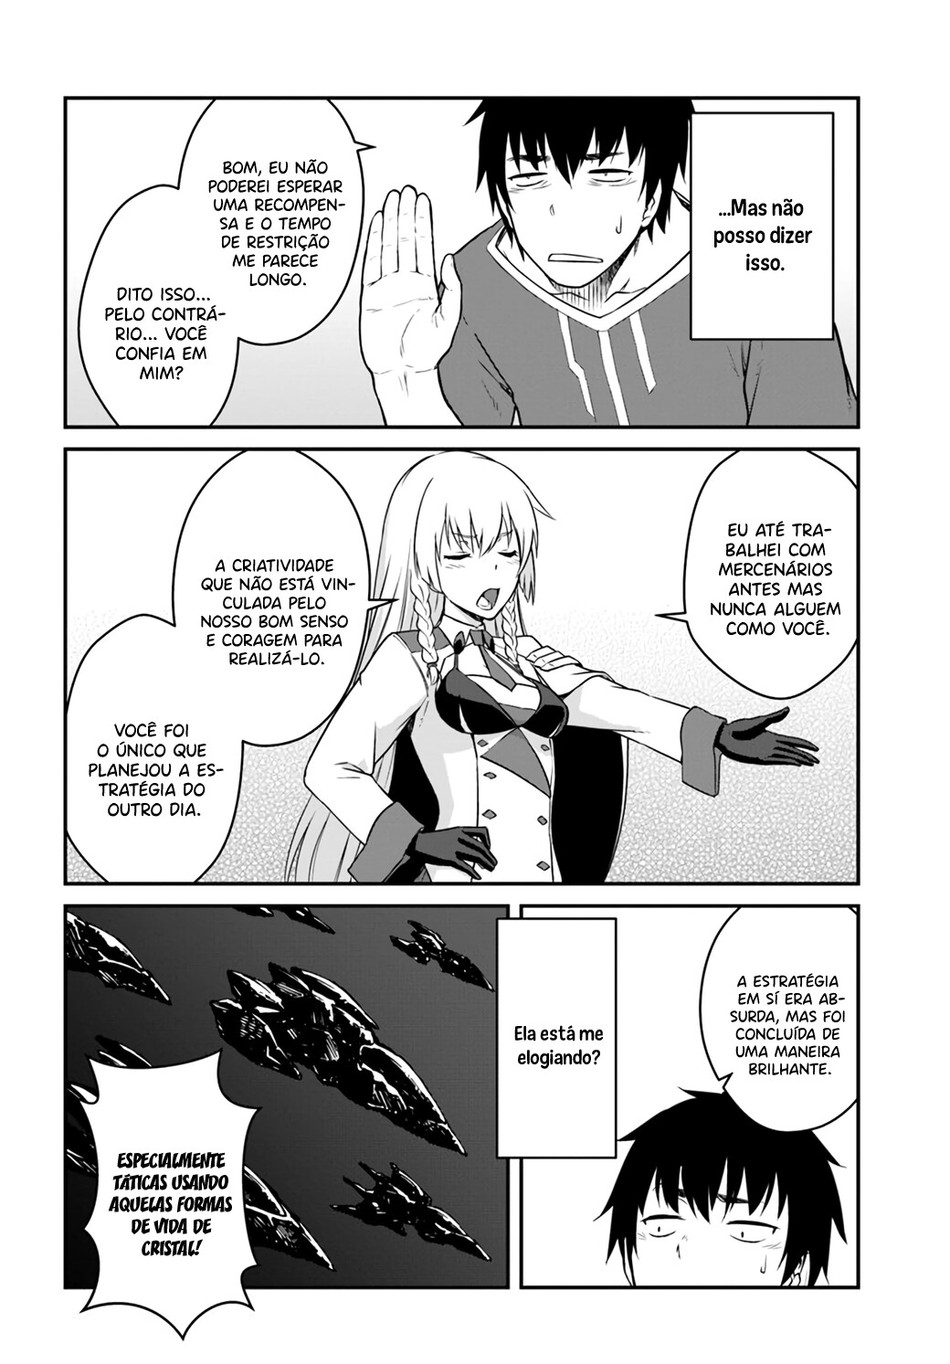 ...Mas não
posso dizer
isso.
BOM, EU NÃO
PODEREI ESPERAR
UMA RECOMPEN-
SA E O TEMPO
DE RESTRIÇÃO
ME PARECE
LONGO.
DITO ISSO...
PELO CONTRÁ-
RIO... VOCÊ
CONFIA EM
MIM?
EU ATÉ TRA-
BALHEI COM
MERCENÁRIOS
ANTES MAS
NUNCA ALGUEM
COMO VOCÊ.
A CRIATIVIDADE
QUE NÃO ESTÁ VIN-
CULADA PELO
NOSSO BOM SENSO
E CORAGEM PARA
REALIZÁ-LO.
VOCÊ FOI
O ÚNICO QUE
PLANEJOU A ES-
TRATÉGIA DO
OUTRO DIA.
A ESTRATÉGIA
EM SÍ ERA AB-
SURDA, MAS FOI
CONCLUÍDA DE
UMA MANEIRA
BRILHANTE.
Ela está me
elogiando?
ESPECIALMENTE
TÁTICAS USANDO
AQUELAS FORMAS
DE VIDA DE
CRISTAL!